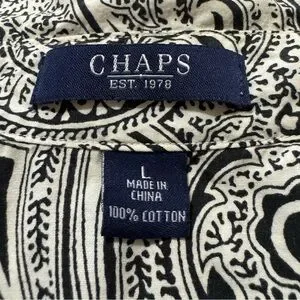 CHAPS
EST. 1978
L
MADE IN
CHINA
100% COTTON